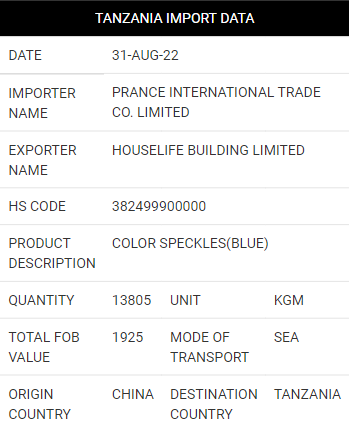 TANZANIA IMPORT DATA
DATE 31-AUG-22
IMPORTER NAME PRANCE INTERNATIONAL TRADE CO. LIMITED
EXPORTER NAME HOUSELIFE BUILDING LIMITED
HS CODE 382499900000
PRODUCT DESCRIPTION COLOR SPECKLES(BLUE)
QUANTITY 13805 UNIT KGM
TOTAL FOB VALUE 1925 MODE OF TRANSPORT SEA
ORIGIN COUNTRY CHINA DESTINATION COUNTRY TANZANIA